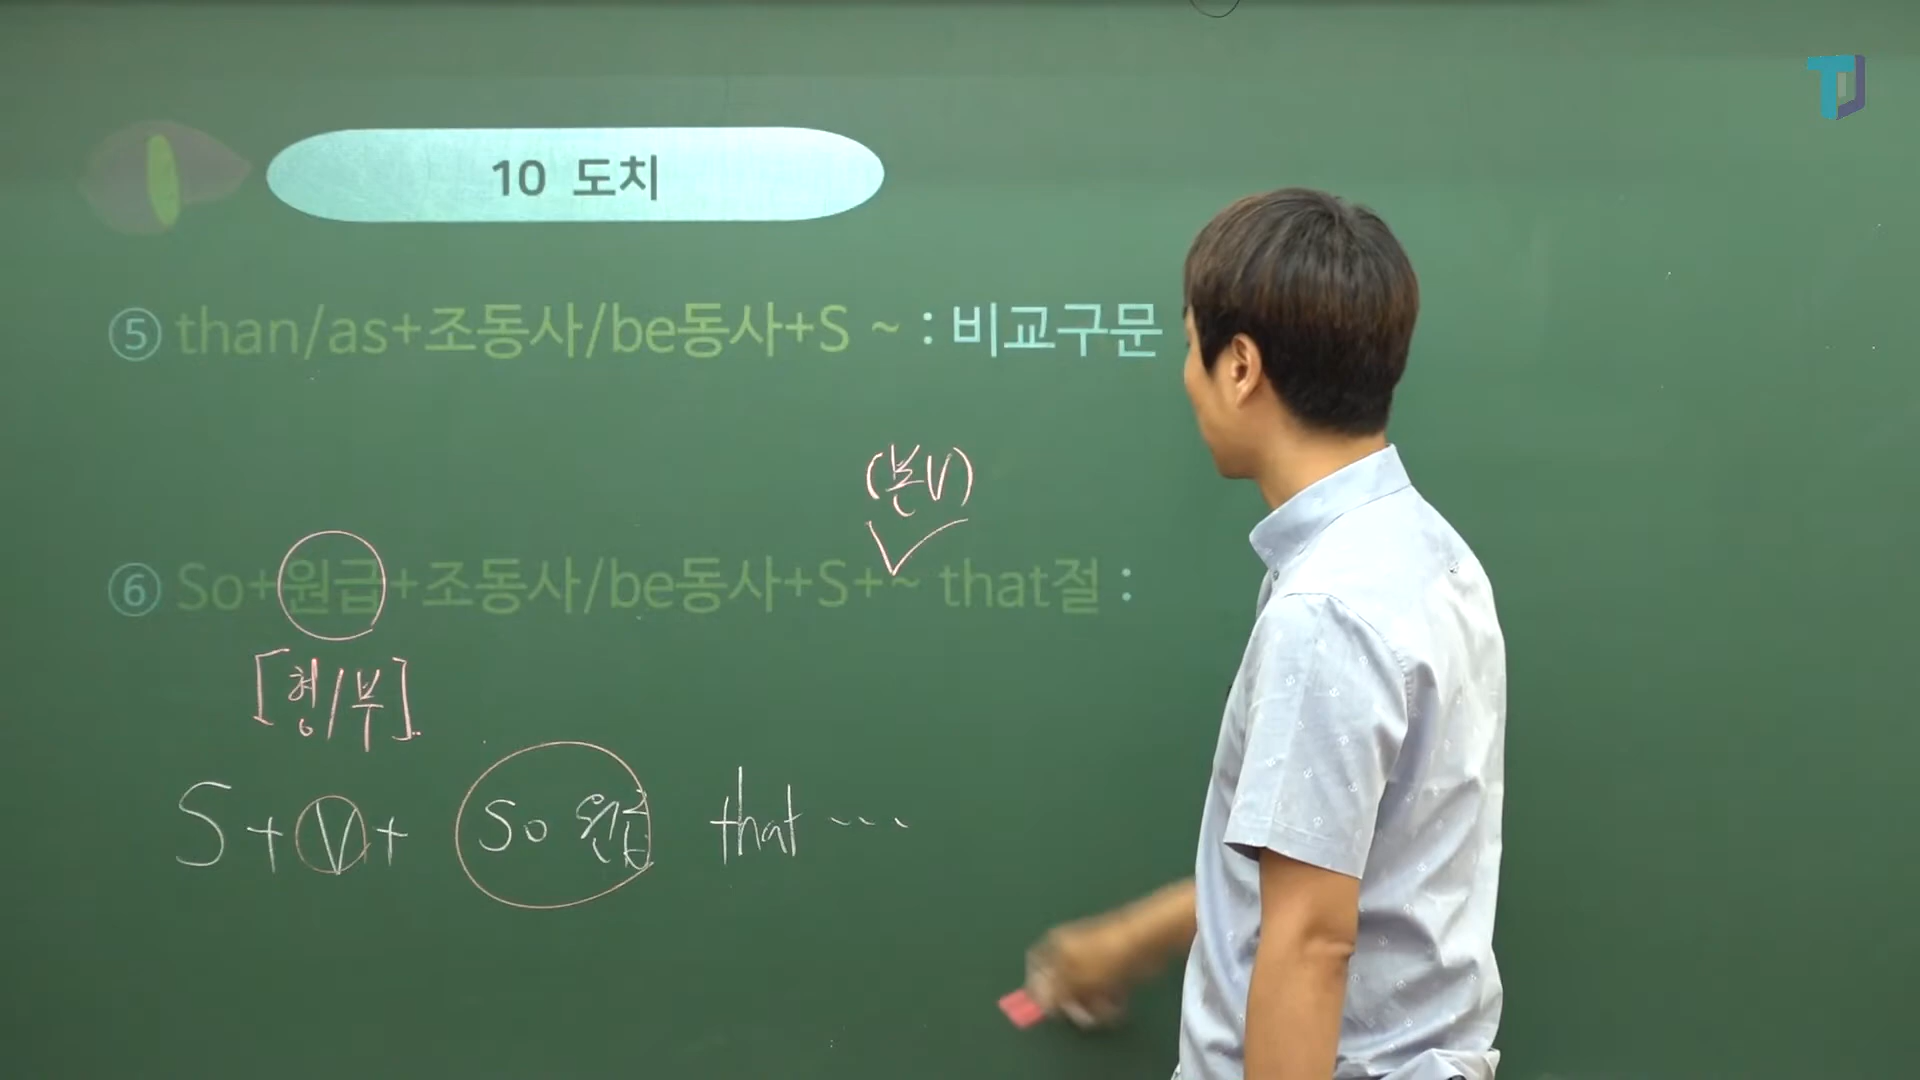 10 도치
⑤ than/as+조동사/be동사+S ~ : 비교구문
(본V)
⑥ So+원급+조동사/be동사+S+~ that절 :
[형/부]
S+V+ So 원급 that ...